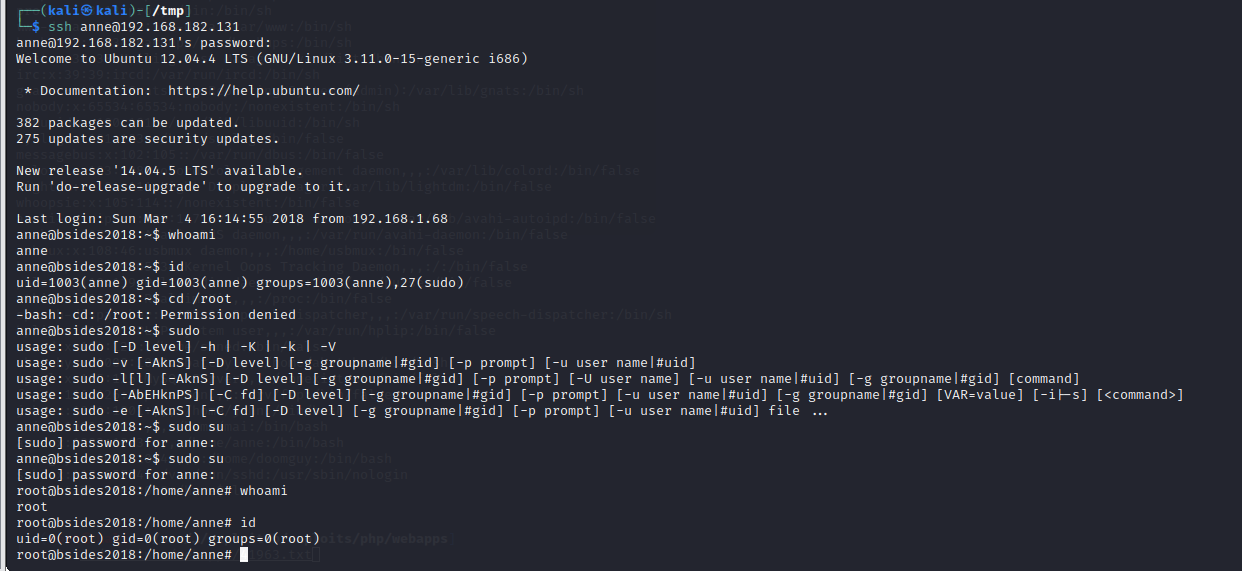 ┌──(kali㉿kali)-[/tmp]
└─$ ssh anne@192.168.182.131
anne@192.168.182.131's password:
Welcome to Ubuntu 12.04.4 LTS (GNU/Linux 3.11.0-15-generic i686)
* Documentation:  https://help.ubuntu.com/
382 packages can be updated.
275 updates are security updates.
New release '14.04.5 LTS' available.
Run 'do-release-upgrade' to upgrade to it.
Last login: Sun Mar  4 16:14:55 2018 from 192.168.1.68
anne@bsides2018:~$ whoami
anne
anne@bsides2018:~$ id
uid=1003(anne) gid=1003(anne) groups=1003(anne),27(sudo)
anne@bsides2018:~$ cd /root
-bash: cd: /root: Permission denied
anne@bsides2018:~$ sudo
usage: sudo [-D level] -h | -K | -k | -V
usage: sudo -v [-AknS] [-D level] [-g groupname|#gid] [-p prompt] [-u user name|#uid]
usage: sudo -l[l] [-AknS] [-D level] [-g groupname|#gid] [-p prompt] [-U user name] [-u user name|#uid] [-g groupname|#gid] [command]
usage: sudo [-AbEHknPS] [-C fd] [-D level] [-g groupname|#gid] [-p prompt] [-u user name|#uid] [-g groupname|#gid] [VAR=value] [-i|-s] [<command>]
usage: sudo -e [-AknS] [-C fd] [-D level] [-g groupname|#gid] [-p prompt] [-u user name|#uid] file ...
anne@bsides2018:~$ sudo su
[sudo] password for anne:
anne@bsides2018:~$ sudo su
[sudo] password for anne:
root@bsides2018:/home/anne# whoami
root
root@bsides2018:/home/anne# id
uid=0(root) gid=0(root) groups=0(root)
root@bsides2018:/home/anne#